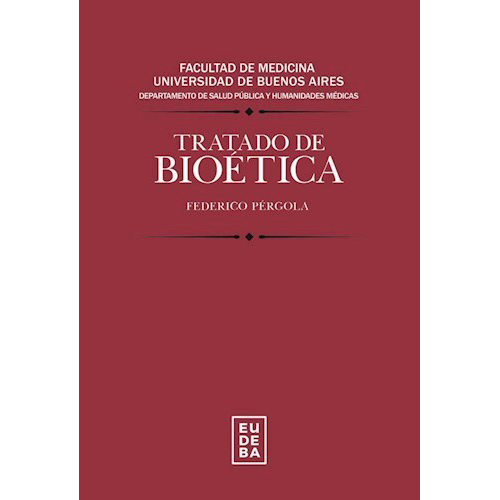 FACULTAD DE MEDICINA
UNIVERSIDAD DE BUENOS AIRES
DEPARTAMENTO DE SALUD PÚBLICA Y HUMANIDADES MÉDICAS
TRATADO DE
BIOÉTICA
FEDERICO PÉRGOLA
EU
DE
BA